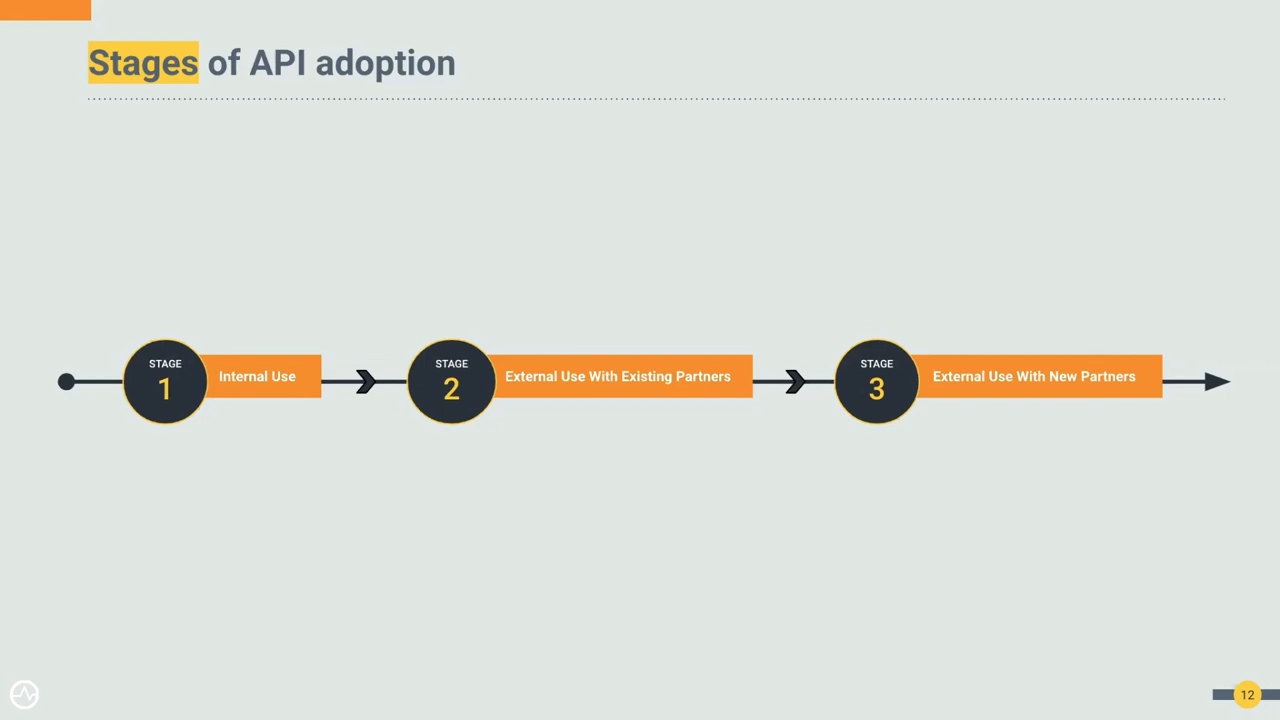 Stages of API adoption
STAGE
1
Internal Use
STAGE
2
External Use With Existing Partners
STAGE
3
External Use With New Partners
12